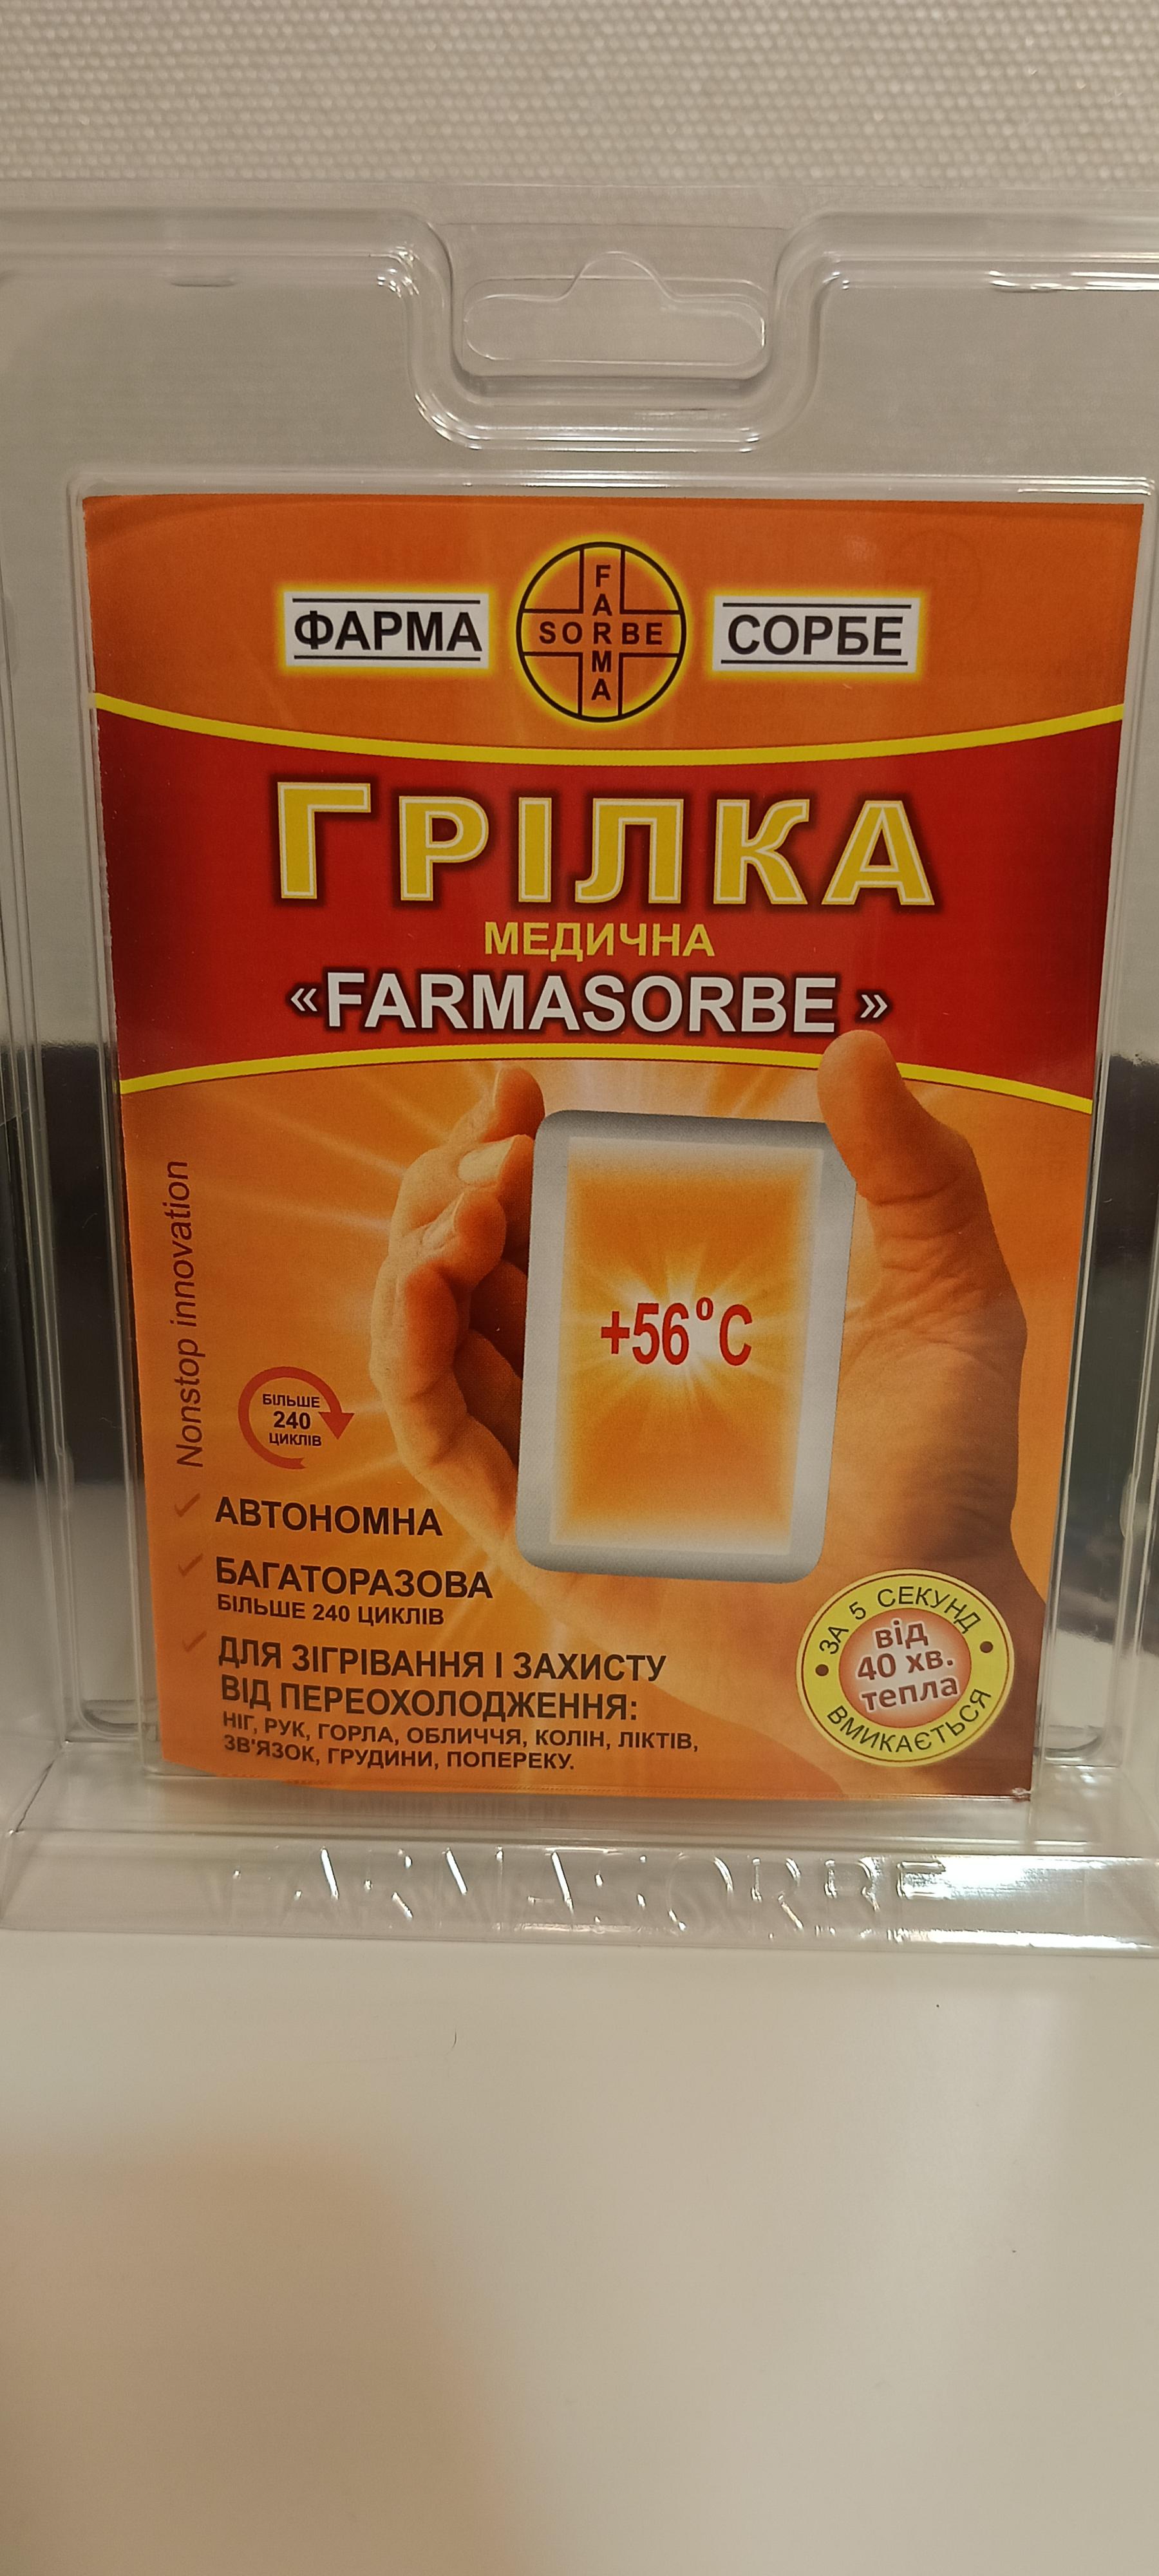 ФАРМА
FARMA
SORBE
СОРБЕ
ГРІЛКА
МЕДИЧНА
«FARMASORBE»
+56°C
Nonstop innovation
БІЛЬШЕ
240
ЦИКЛІВ
АВТОНОМНА
БАГАТОРАЗОВА
БІЛЬШЕ 240 ЦИКЛІВ
ДЛЯ ЗІГРІВАННЯ І ЗАХИСТУ
ВІД ПЕРЕОХОЛОДЖЕННЯ:
НІГ, РУК, ГОРЛА, ОБЛИЧЧЯ, КОЛІН, ЛІКТІВ,
ЗВ'ЯЗОК, ГРУДИНИ, ПОПЕРЕКУ.
ЗА 5 СЕКУНД
від
40 хв.
тепла
ВМИКАЄТЬСЯ
FARMASORBE